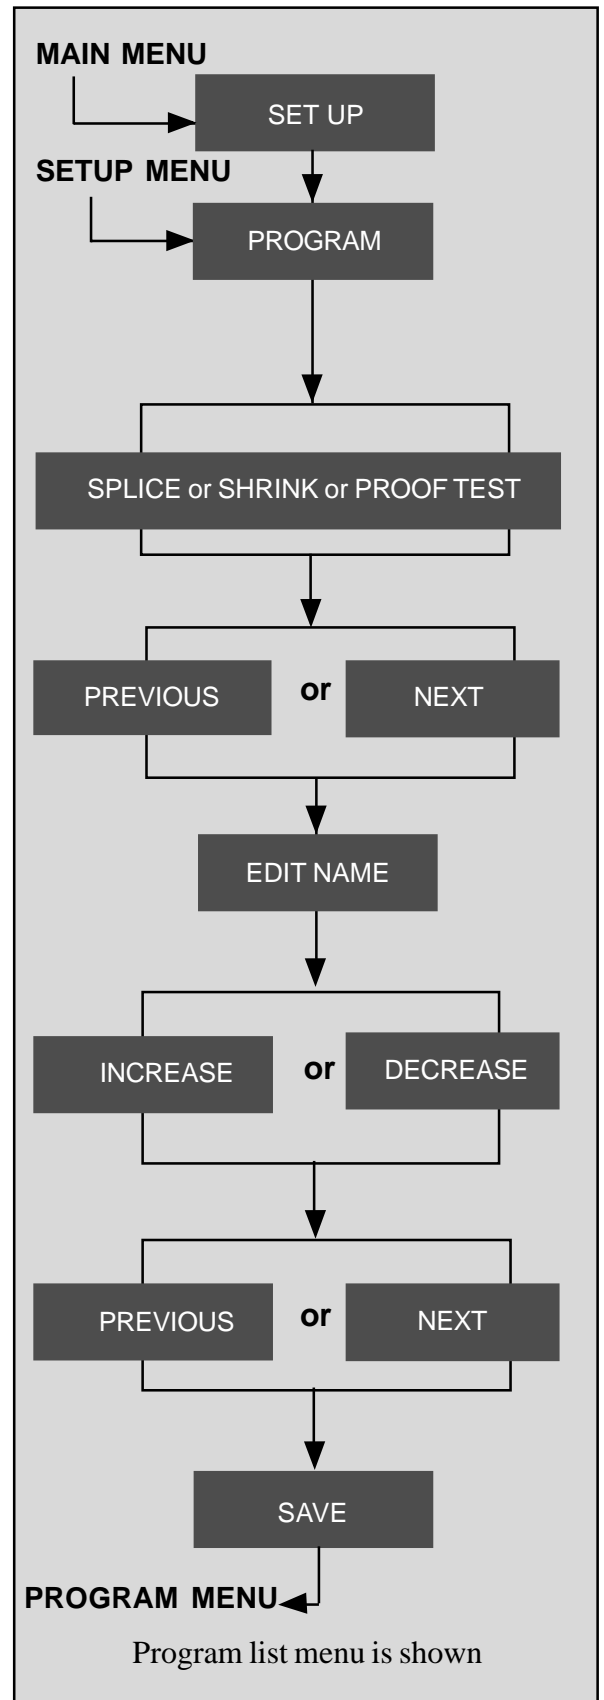 MAIN MENU
SET UP
SETUP MENU
PROGRAM
SPLICE or SHRINK or PROOF TEST
PREVIOUS or NEXT
EDIT NAME
INCREASE or DECREASE
PREVIOUS or NEXT
SAVE
PROGRAM MENU
Program list menu is shown